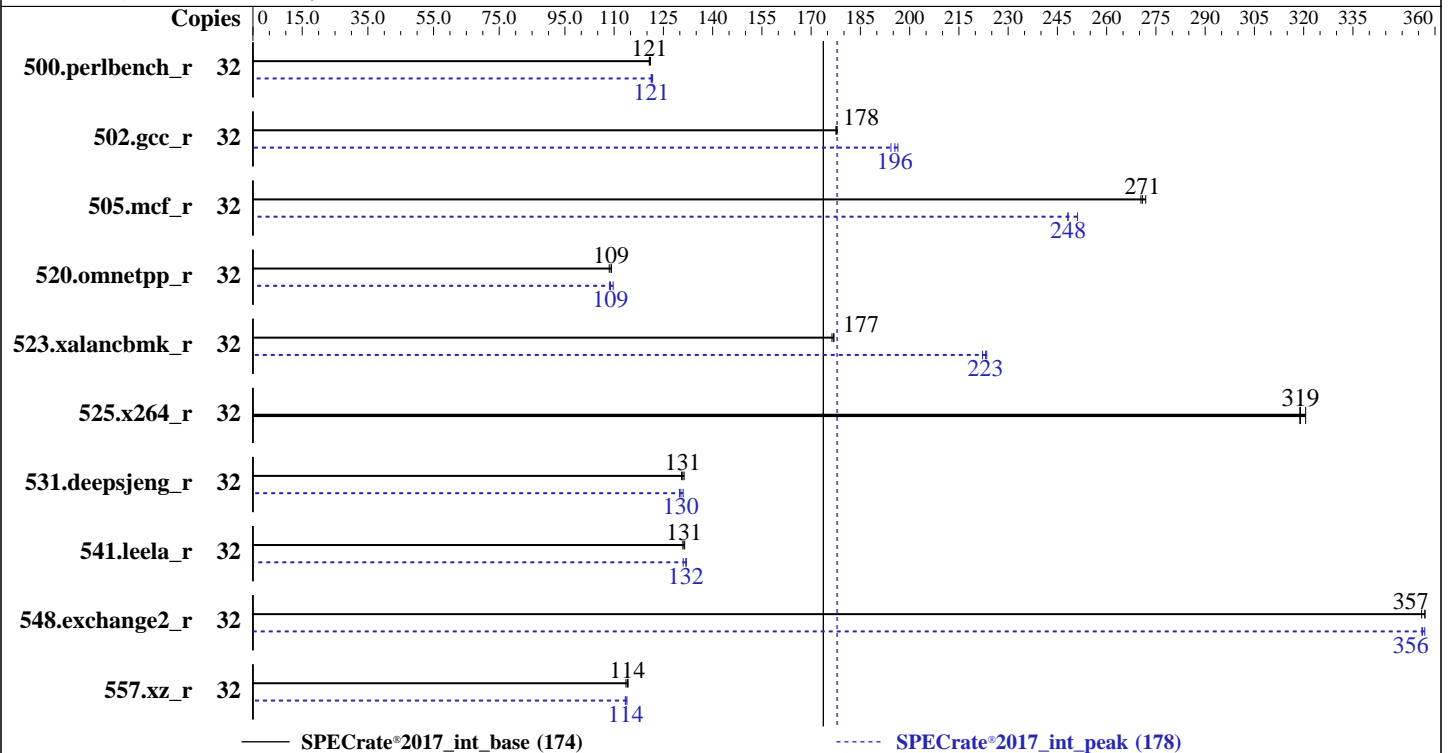 Copies 0 15.0 35.0 55.0 75.0 95.0 110 125 140 155 170 185 200 215 230 245 260 275 290 305 320 335 360
121
500.perlbench_r 32
121
178
502.gcc_r 32
196
271
505.mcf_r 32
248
109
520.omnetpp_r 32
109
177
523.xalancbmk_r 32
223
319
525.x264_r 32
131
531.deepsjeng_r 32
130
131
541.leela_r 32
132
357
548.exchange2_r 32
356
114
557.xz_r 32
114
SPECrate®2017_int_base (174) SPECrate®2017_int_peak (178)